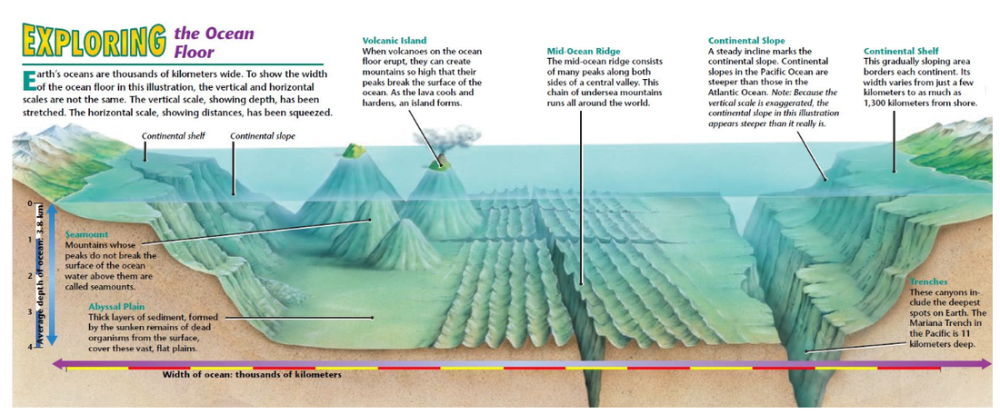 EXPLORING the Ocean
Floor
Earth's oceans are thousands of kilometers wide. To show the width
of the ocean floor in this illustration, the vertical and horizontal
scales are not the same. The vertical scale, showing depth, has been
stretched. The horizontal scale, showing distances, has been squeezed.
Volcanic Island
When volcanoes on the ocean
floor erupt, they can create
mountains so high that their
peaks break the surface of the
ocean. As the lava cools and
hardens, an island forms.
Mid-Ocean Ridge
The mid-ocean ridge consists
of many peaks along both
sides of a central valley. This
chain of undersea mountains
runs all around the world.
Continental Slope
A steady incline marks the
continental slope. Continental
slopes in the Pacific Ocean are
steeper than those in the
Atlantic Ocean. Note: Because the
vertical scale is exaggerated, the
continental slope in this illustration
appears steeper than it really is.
Continental Shelf
This gradually sloping area
borders each continent. Its
width varies from just a few
kilometers to as much as
1,300 kilometers from shore.
Continental shelf
Continental slope
0
1
2
3
4
Average depth of ocean: 3.8 km
Seamount
Mountains whose
peaks do not break the
surface of the ocean
water above them are
called seamounts.
Abyssal Plain
Thick layers of sediment, formed
by the sunken remains of dead
organisms from the surface,
cover these vast, flat plains.
Trenches
These canyons in-
clude the deepest
spots on Earth. The
Mariana Trench in
the Pacific is 11
kilometers deep.
Width of ocean: thousands of kilometers